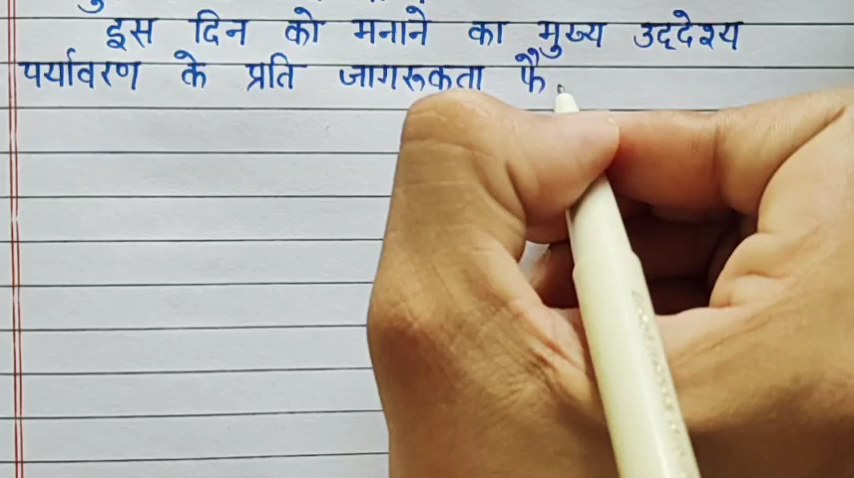 इस दिन को मनाने का मुख्य उद्देश्य
पर्यावरण के प्रति जागरूकता फै